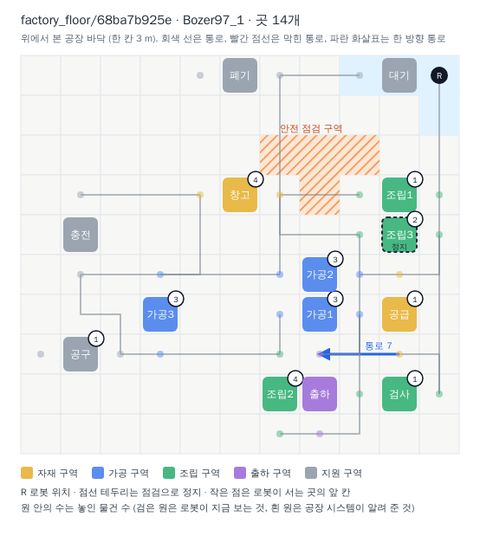 factory_floor/68ba7b925e · Bozer97_1 · 곳 14개
위에서 본 공장 바닥 (한 칸 3 m). 회색 선은 통로, 빨간 점선은 막힌 통로, 파란 화살표는 한 방향 통로
폐기
대기
R
안전 점검 구역
창고
4
조립1
1
충전
조립3
2
정지
가공2
3
가공3
3
가공1
3
공급
1
공구
1
통로 7
조립2
4
출하
검사
1
자재 구역
가공 구역
조립 구역
출하 구역
지원 구역
R 로봇 위치 · 점선 테두리는 점검으로 정지 · 작은 점은 로봇이 서는 곳의 앞 칸
원 안의 수는 놓인 물건 수 (검은 원은 로봇이 지금 보는 것, 흰 원은 공장 시스템이 알려 준 것)